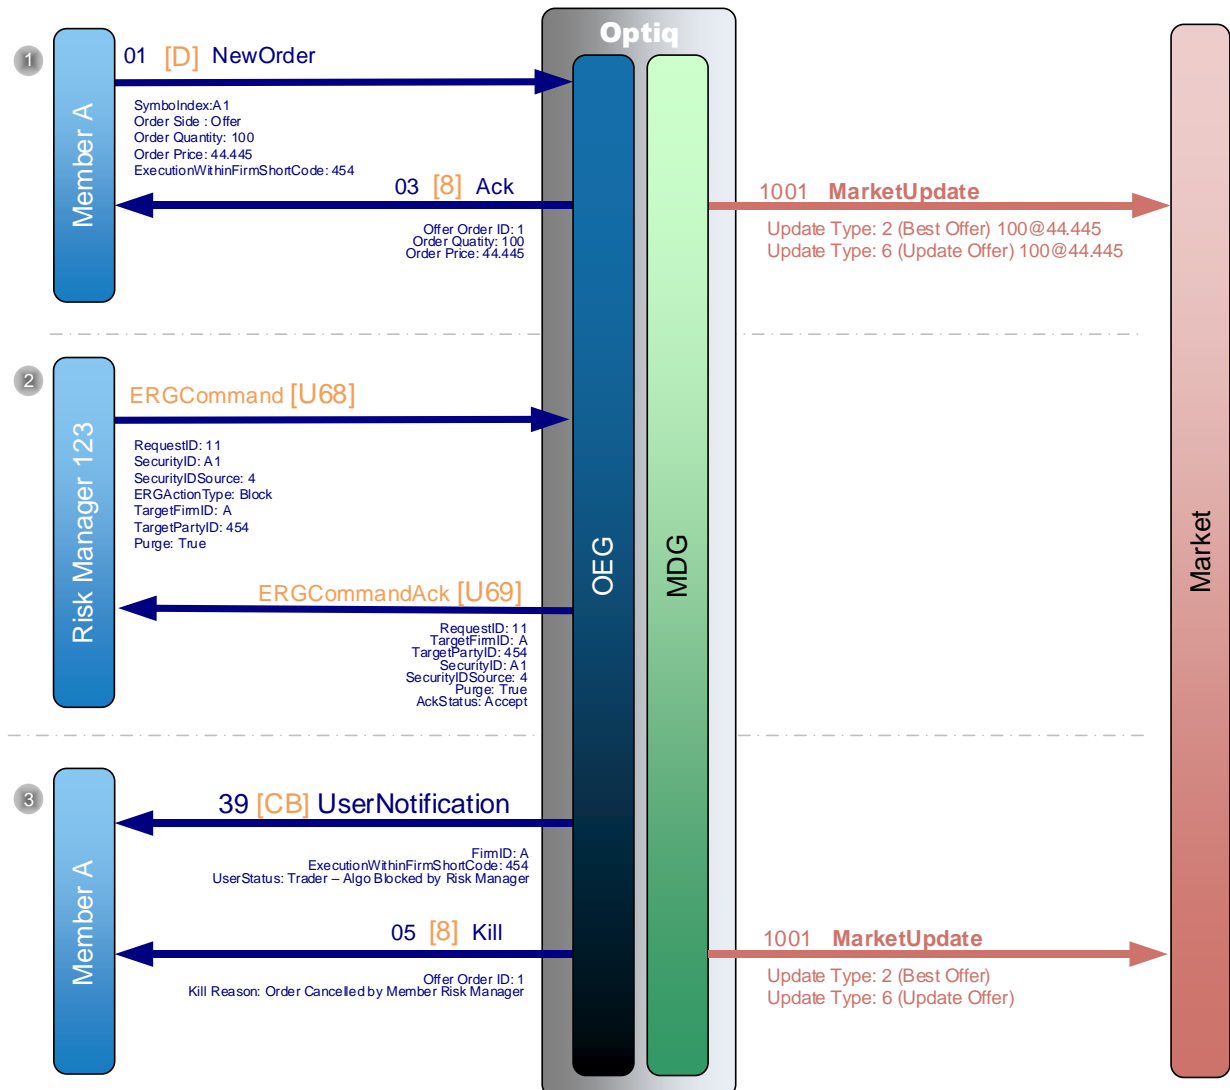 Optiq
1
Member A
01 [D] NewOrder
SymbolIndex:A1
Order Side : Offer
Order Quantity: 100
Order Price: 44.445
ExecutionWithinFirmShortCode: 454
03 [8] Ack
Offer Order ID: 1
Order Quatity: 100
Order Price: 44.445
1001 MarketUpdate
Update Type: 2 (Best Offer) 100@44.445
Update Type: 6 (Update Offer) 100@44.445
2
Risk Manager 123
ERGCommand [U68]
RequestID: 11
SecurityID: A1
SecurityIDSource: 4
ERGActionType: Block
TargetFirmID: A
TargetPartyID: 454
Purge: True
ERGCommandAck [U69]
RequestID: 11
TargetFirmID: A
TargetPartyID: 454
SecurityID: A1
SecurityIDSource: 4
Purge: True
AckStatus: Accept
OEG
MDG
Market
3
Member A
39 [CB] UserNotification
FirmID: A
ExecutionWithinFirmShortCode: 454
UserStatus: Trader – Algo Blocked by Risk Manager
05 [8] Kill
Offer Order ID: 1
Kill Reason: Order Cancelled by Member Risk Manager
1001 MarketUpdate
Update Type: 2 (Best Offer)
Update Type: 6 (Update Offer)